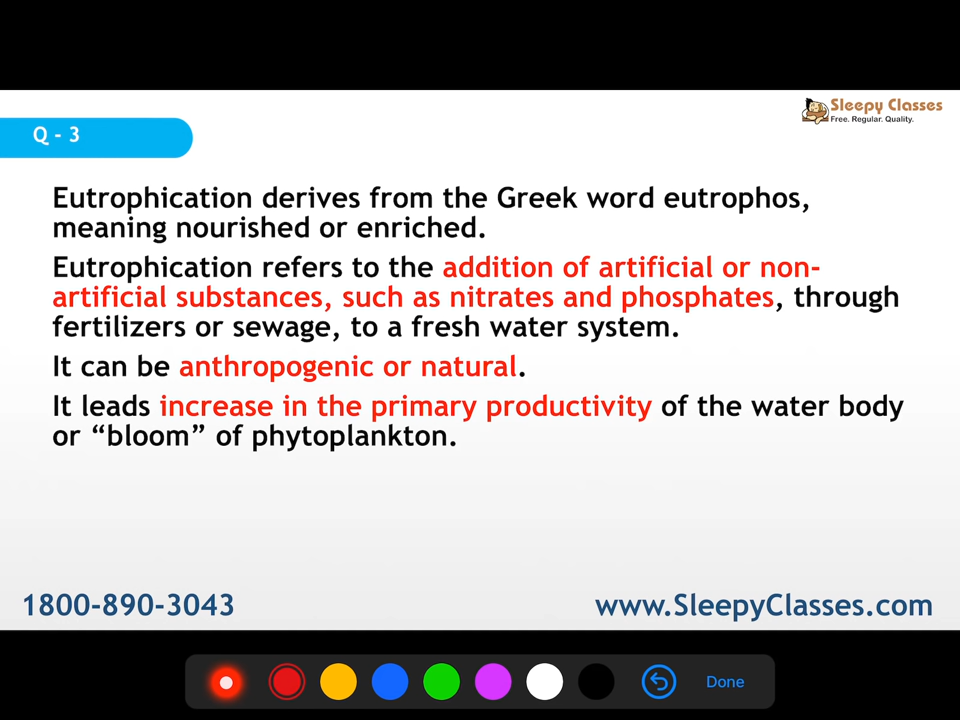 Sleepy Classes
Free. Regular. Quality.
Q - 3
Eutrophication derives from the Greek word eutrophos,
meaning nourished or enriched.
Eutrophication refers to the addition of artificial or non-
artificial substances, such as nitrates and phosphates, through
fertilizers or sewage, to a fresh water system.
It can be anthropogenic or natural.
It leads increase in the primary productivity of the water body
or “bloom” of phytoplankton.
1800-890-3043
www.SleepyClasses.com
Done